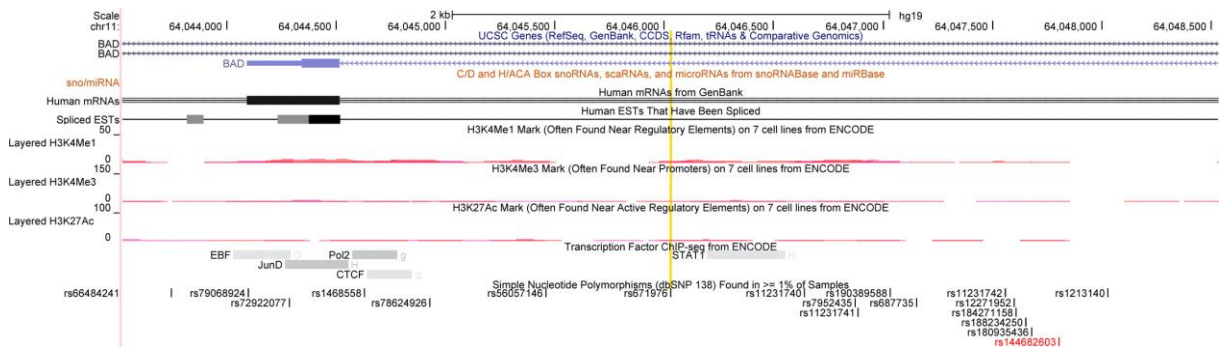 Scale 2 kb hg19
chr11: 64,044,000 64,044,500 64,045,000 64,045,500 64,046,000 64,046,500 64,047,000 64,047,500 64,048,000 64,048,500
UCSC Genes (RefSeq, GenBank, CCDS, Rfam, tRNAs & Comparative Genomics)
BAD
BAD
BAD
C/D and H/ACA Box snoRNAs, scaRNAs, and microRNAs from snoRNABase and miRBase
sno/miRNA
Human mRNAs from GenBank
Human mRNAs
Human ESTs That Have Been Spliced
Spliced ESTs
50
H3K4Me1 Mark (Often Found Near Regulatory Elements) on 7 cell lines from ENCODE
Layered H3K4Me1
0
150
H3K4Me3 Mark (Often Found Near Promoters) on 7 cell lines from ENCODE
Layered H3K4Me3
0
100
H3K27Ac Mark (Often Found Near Active Regulatory Elements) on 7 cell lines from ENCODE
Layered H3K27Ac
0
Transcription Factor ChIP-seq from ENCODE
EBF G Pol2 g STAT1 H
JunD H
CTCF g
Simple Nucleotide Polymorphisms (dbSNP 138) Found in >= 1% of Samples
rs66484241 rs79068924 rs1468558 rs56057146 rs671976 rs11231740 rs190389588 rs11231742 rs1213140
rs72922077 rs78624926 rs7952435 rs687735 rs12271952
rs11231741 rs184271158
rs188234250
rs180935436
rs144682603